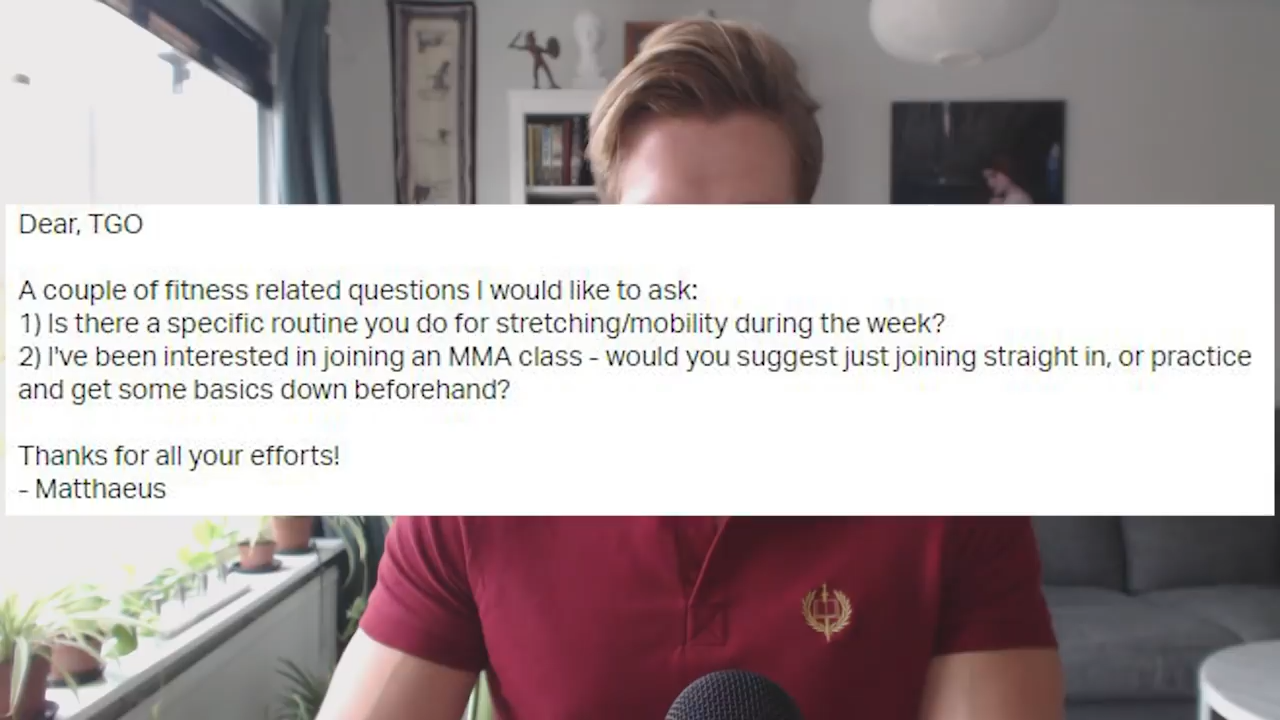 Dear, TGO
A couple of fitness related questions I would like to ask:
1) Is there a specific routine you do for stretching/mobility during the week?
2) I've been interested in joining an MMA class - would you suggest just joining straight in, or practice
and get some basics down beforehand?
Thanks for all your efforts!
- Matthaeus